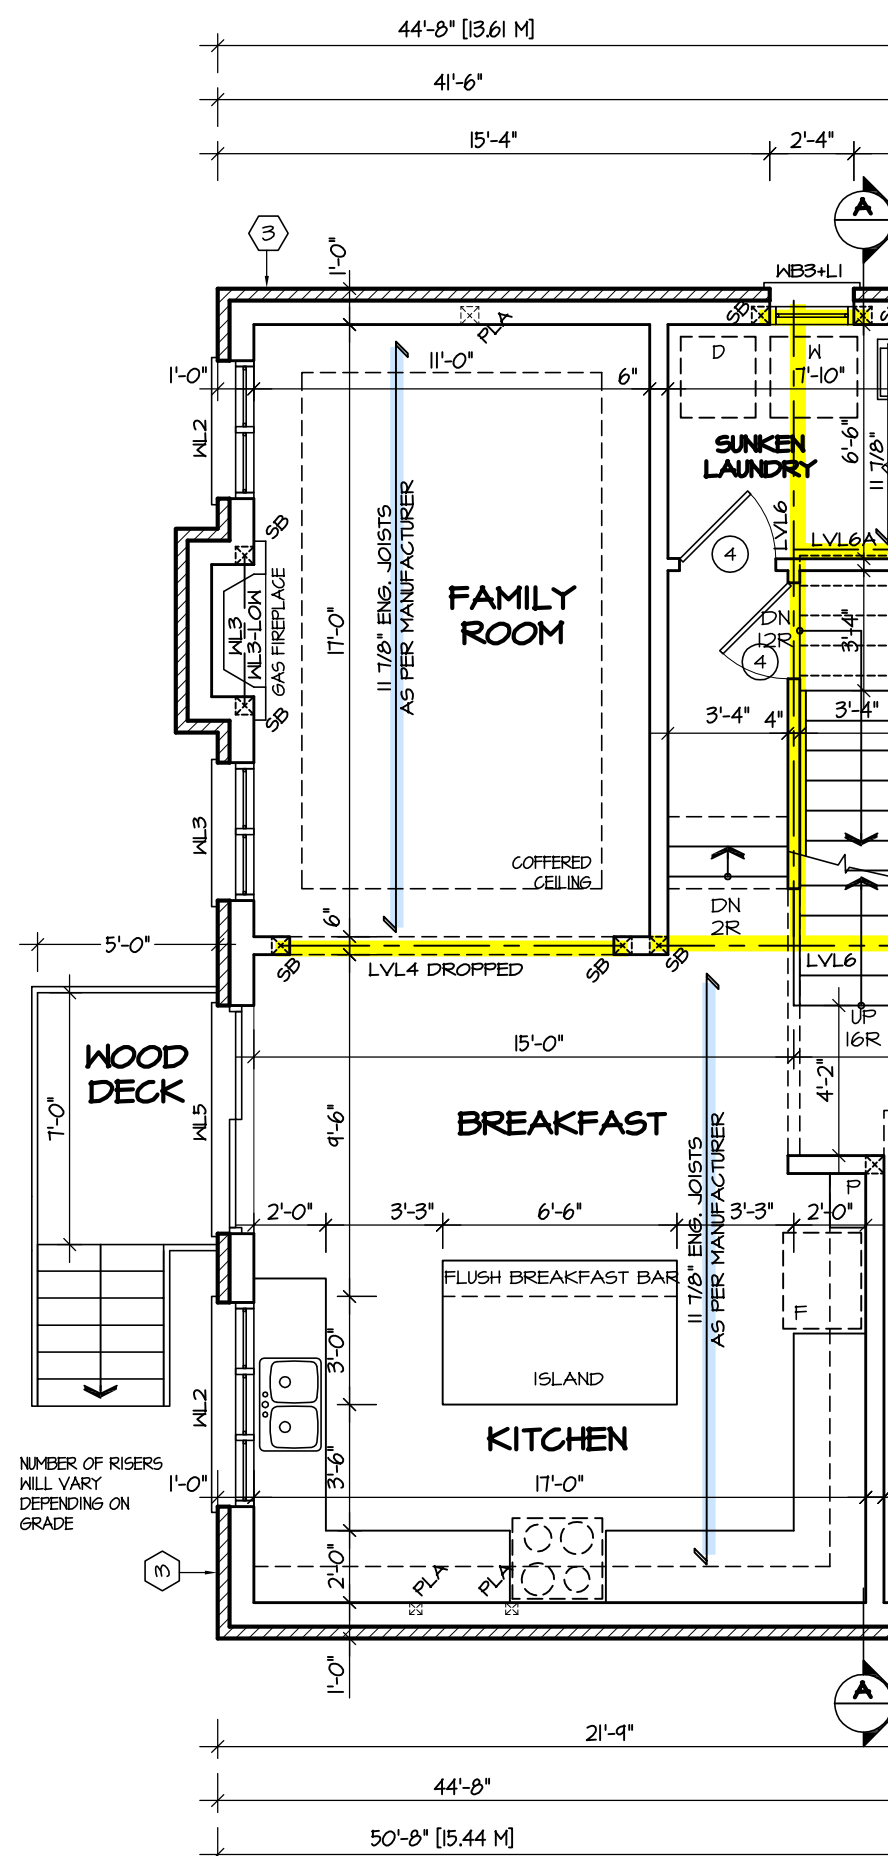 44'-8" [13.61 M]
41'-6"
15'-4"
2'-4"
A
3
1'-0"
WB3+L1
SB
PLA
D
W
11'-0"
1'-0"
6"
7'-10"
WL2
SUNKEN
LAUNDRY
6'-6"
11 7/8"
SB
LVL6
LVL6A
4
11 7/8" ENG. JOISTS
AS PER MANUFACTURER
FAMILY
ROOM
17'-0"
WL3
WL3-LOW
GAS FIREPLACE
DN
12R
4
3'-4"
SB
3'-4"
4"
3'-4"
WL3
COFFERED
CEILING
6"
DN
2R
5'-0"
SB
LVL4 DROPPED
SB
SB
LVL6
UP
16R
15'-0"
WOOD
DECK
7'-0"
WL5
BREAKFAST
9'-6"
4'-2"
11 7/8" ENG. JOISTS
AS PER MANUFACTURER
P
2'-0"
3'-3"
6'-6"
3'-3"
2'-0"
FLUSH BREAKFAST BAR
F
3'-0"
ISLAND
WL2
KITCHEN
NUMBER OF RISERS
WILL VARY
DEPENDING ON
GRADE
1'-0"
3'-6"
17'-0"
3
2'-0"
PLA
PLA
1'-0"
A
21'-9"
44'-8"
50'-8" [15.44 M]